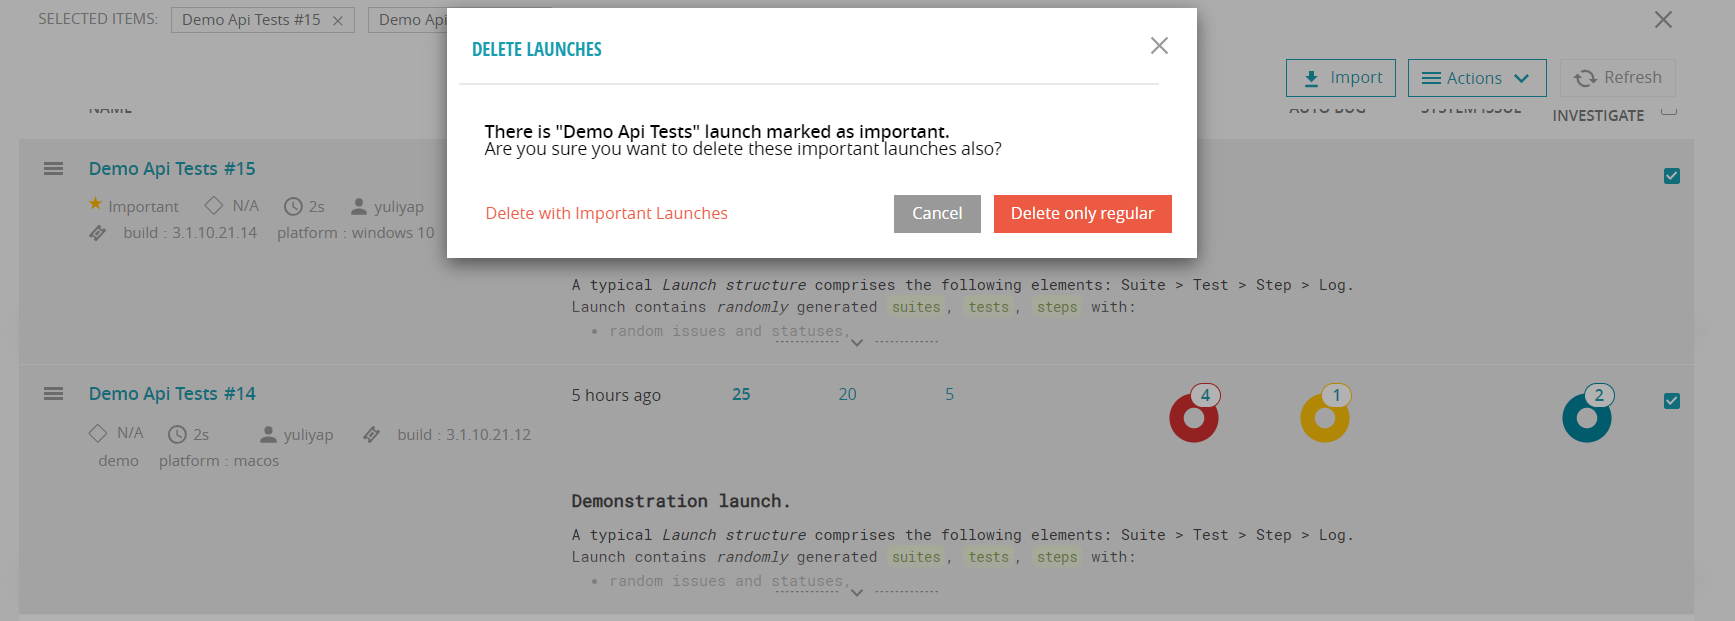 SELECTED ITEMS: Demo Api Tests #15 Demo Api
DELETE LAUNCHES
Import Actions Refresh
NAME AUTO BUG SYSTEM ISSUE INVESTIGATE
There is "Demo Api Tests" launch marked as important.
Are you sure you want to delete these important launches also?
Delete with Important Launches Cancel Delete only regular
Demo Api Tests #15
Important N/A 2s yuliyap
build : 3.1.10.21.14 platform : windows 10
A typical Launch structure comprises the following elements: Suite > Test > Step > Log.
Launch contains randomly generated suites, tests, steps with:
• random issues and statuses,
Demo Api Tests #14 5 hours ago 25 20 5 4 1 2
N/A 2s yuliyap build : 3.1.10.21.12
demo platform : macos
Demonstration launch.
A typical Launch structure comprises the following elements: Suite > Test > Step > Log.
Launch contains randomly generated suites, tests, steps with:
• random issues and statuses,